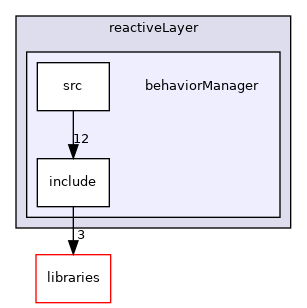 reactiveLayer
src
behaviorManager
12
include
3
libraries